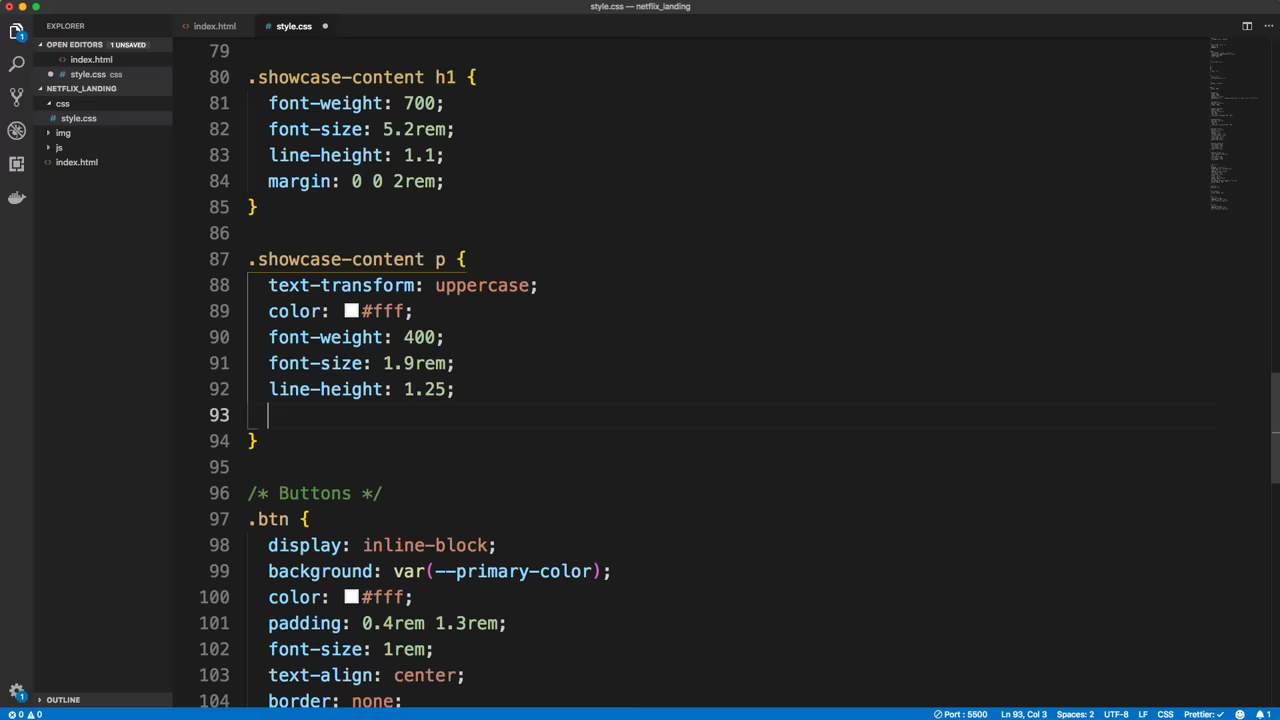 style.css — netflix_landing
EXPLORER
index.html
style.css
OPEN EDITORS 1 UNSAVED
index.html
style.css css
NETFLIX_LANDING
css
style.css
img
js
index.html
OUTLINE
79
80 .showcase-content h1 {
81 font-weight: 700;
82 font-size: 5.2rem;
83 line-height: 1.1;
84 margin: 0 0 2rem;
85 }
86
87 .showcase-content p {
88 text-transform: uppercase;
89 color: #fff;
90 font-weight: 400;
91 font-size: 1.9rem;
92 line-height: 1.25;
93
94 }
95
96 /* Buttons */
97 .btn {
98 display: inline-block;
99 background: var(--primary-color);
100 color: #fff;
101 padding: 0.4rem 1.3rem;
102 font-size: 1rem;
103 text-align: center;
104 border: none;
0 0 Port : 5500 Ln 93, Col 3 Spaces: 2 UTF-8 LF CSS Prettier: ✓ 1